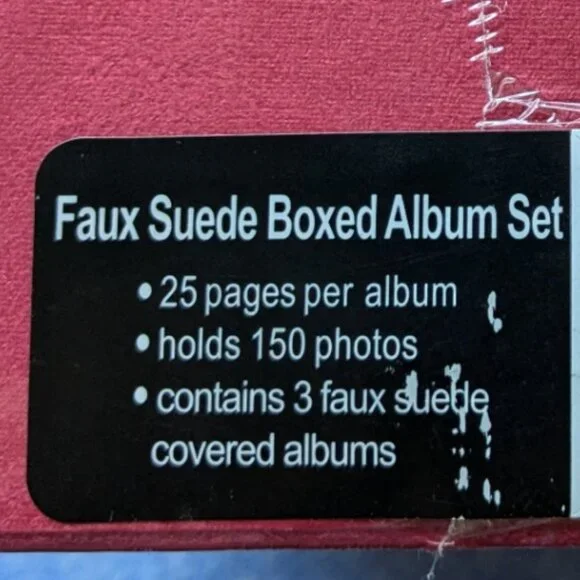 Faux Suede Boxed Album Set
• 25 pages per album
• holds 150 photos
• contains 3 faux suede
covered albums